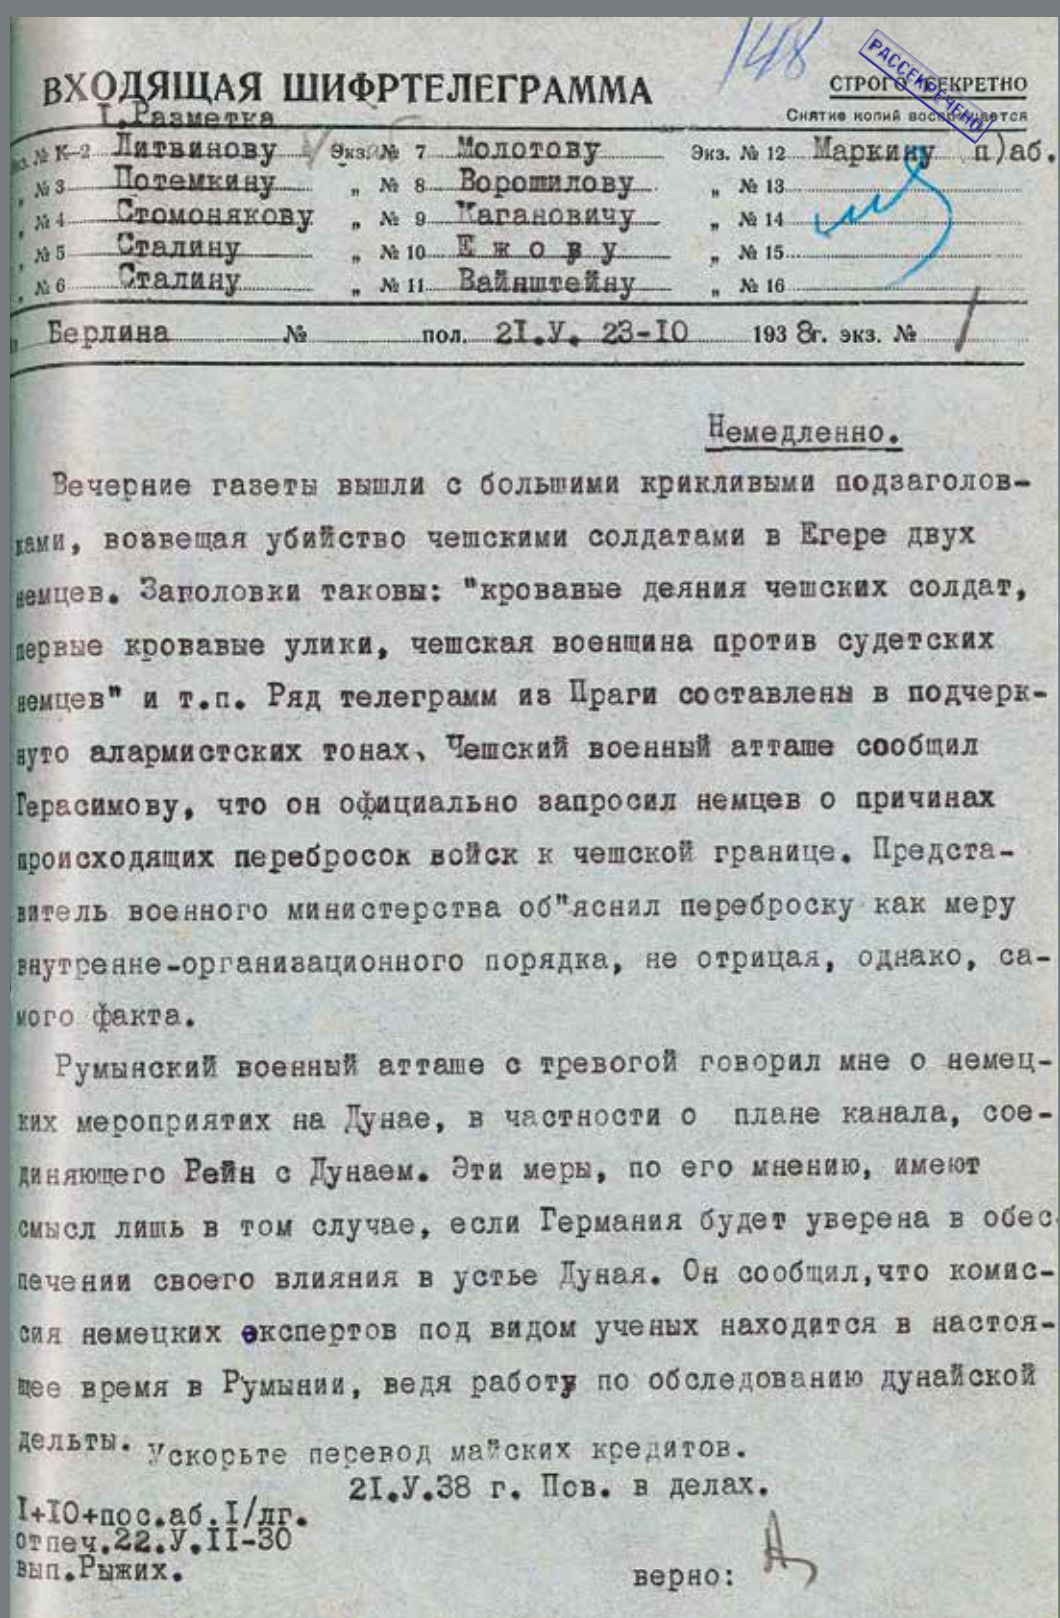 148
РАССЕКРЕЧЕНО
ВХОДЯЩАЯ ШИФРТЕЛЕГРАММА
СТРОГО СЕКРЕТНО
Снятие копий воспрещается
I.Разметка
Экз. № К-2 Литвинову Экз. № 7 Молотову Экз. № 12 Маркину п)аб.
„ № 3 Потемкину „ № 8 Ворошилову „ № 13
„ № 4 Стомонякову „ № 9 Кагановичу „ № 14
„ № 5 Сталину „ № 10 Е ж о в у „ № 15
„ № 6 Сталину „ № 11 Вайнштейну „ № 16
Берлина № пол. 21.У. 23-10 1938г. экз. № 1
Немедленно.
Вечерние газеты вышли с большими крикливыми подзаголов-
ками, возвещая убийство чешскими солдатами в Егере двух
немцев. Заголовки таковы: "кровавые деяния чешских солдат,
первые кровавые улики, чешская военщина против судетских
немцев" и т.п. Ряд телеграмм из Праги составлены в подчерк-
нуто алармистских тонах. Чешский военный атташе сообщил
Герасимову, что он официально запросил немцев о причинах
происходящих перебросок войск к чешской границе. Предста-
витель военного министерства об"яснил переброску как меру
внутренне-организационного порядка, не отрицая, однако, са-
мого факта.
Румынский военный атташе с тревогой говорил мне о немец-
ких мероприятих на Дунае, в частности о плане канала, сое-
диняющего Рейн с Дунаем. Эти меры, по его мнению, имеют
смысл лишь в том случае, если Германия будет уверена в обес
печении своего влияния в устье Дуная. Он сообщил,что комис-
сия немецких экспертов под видом ученых находится в настоя-
щее время в Румынии, ведя работу по обследованию дунайской
дельты. Ускорьте перевод майских кредитов.
21.У.38 г. Пов. в делах.
I+IO+пос.аб.I/лг.
отпеч.22.У.II-30
вып.Рыжих.
верно: